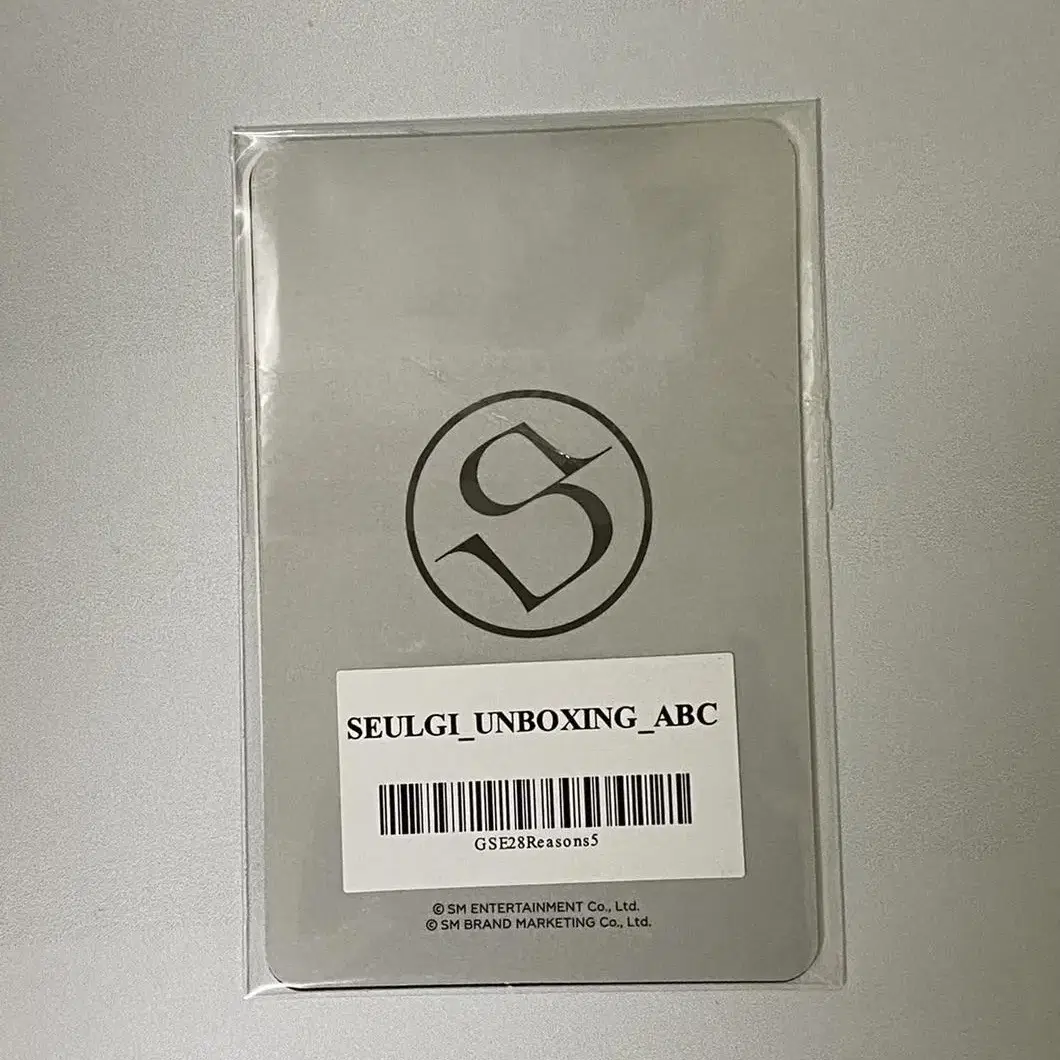 S
SEULGI_UNBOXING_ABC
GSE28Reasons5
© SM ENTERTAINMENT Co., Ltd.
© SM BRAND MARKETING Co., Ltd.